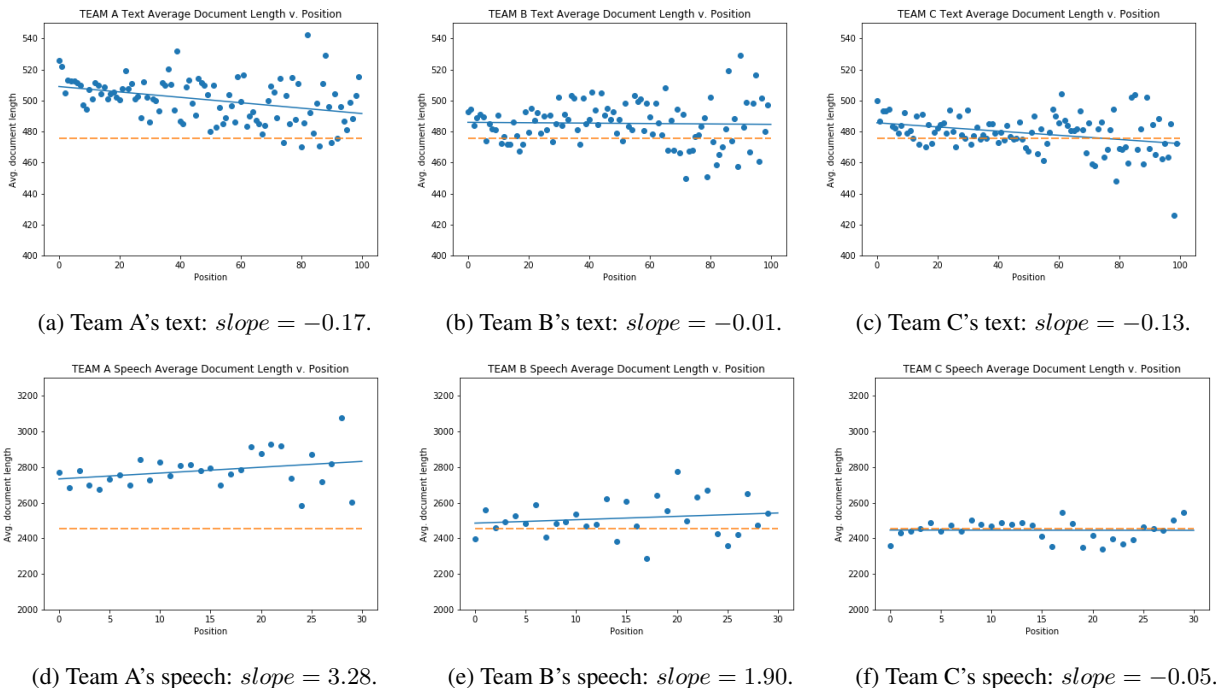 TEAM A Text Average Document Length v. Position
TEAM B Text Average Document Length v. Position
TEAM C Text Average Document Length v. Position
540
520
500
480
460
440
420
400
Avg. document length
0 20 40 60 80 100
Position
540
520
500
480
460
440
420
400
Avg. document length
0 20 40 60 80 100
Position
540
520
500
480
460
440
420
400
Avg. document length
0 20 40 60 80 100
Position
(a) Team A's text: slope = −0.17.
(b) Team B's text: slope = −0.01.
(c) Team C's text: slope = −0.13.
TEAM A Speech Average Document Length v. Position
TEAM B Speech Average Document Length v. Position
TEAM C Speech Average Document Length v. Position
3200
3000
2800
2600
2400
2200
2000
Avg. document length
0 5 10 15 20 25 30
Position
3200
3000
2800
2600
2400
2200
2000
Avg. document length
0 5 10 15 20 25 30
Position
3200
3000
2800
2600
2400
2200
2000
Avg. document length
0 5 10 15 20 25 30
Position
(d) Team A's speech: slope = 3.28.
(e) Team B's speech: slope = 1.90.
(f) Team C's speech: slope = −0.05.